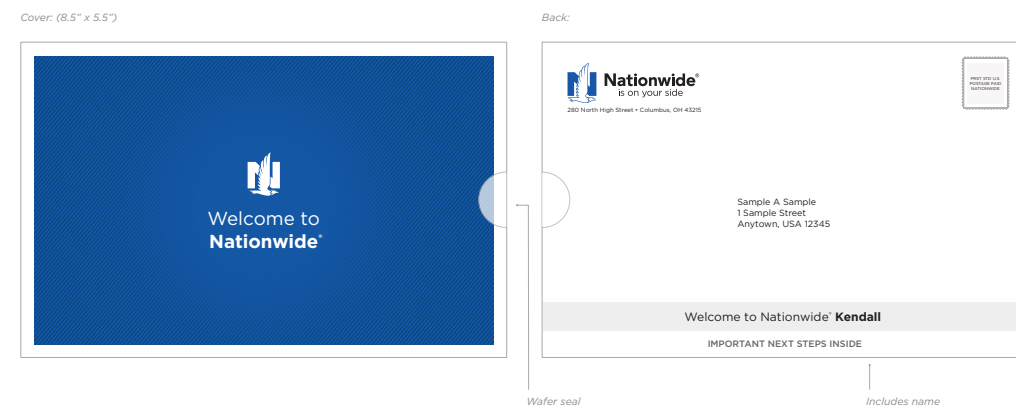 Cover: (8.5” x 5.5”)
Welcome to
Nationwide®
Back:
Nationwide®
is on your side
280 North High Street • Columbus, OH 43215
PRST STD U.S.
POSTAGE PAID
NATIONWIDE
Sample A Sample
1 Sample Street
Anytown, USA 12345
Welcome to Nationwide® Kendall
IMPORTANT NEXT STEPS INSIDE
Wafer seal
Includes name